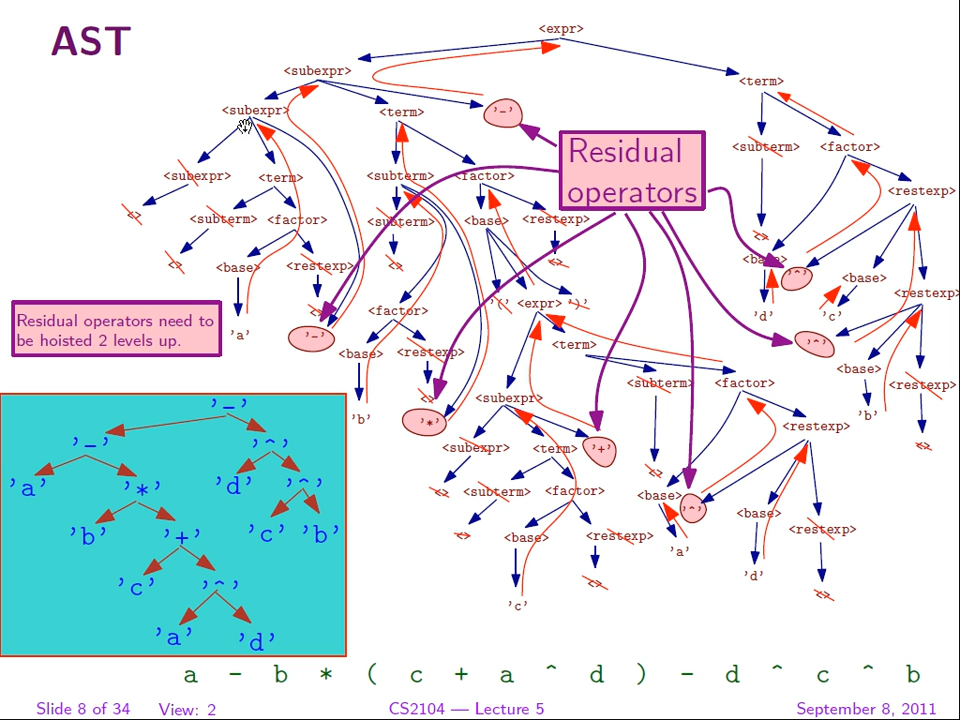 AST
<expr>
<subexpr>
<term>
<subexpr>
<term>
'-'
<subterm>
<factor>
Residual
operators
<subexpr>
<term>
<subterm>
<factor>
<restexp>
<>
<subterm>
<factor>
<subterm>
<base>
<restexp>
<>
<>
<base>
<restexp>
<>
<>
<base>
'^'
<base>
<restexp>
Residual operators need to
be hoisted 2 levels up.
'a'
<>
'-'
<factor>
'('
<expr>
')'
'd'
'c'
'^'
<base>
<restexp>
<term>
<base>
<restexp>
'b'
<>
<subterm>
<factor>
'b'
<>
'*'
<subexpr>
'+'
<restexp>
<subexpr>
<term>
<>
<>
<subterm>
<factor>
<base>
'^'
<base>
<restexp>
<>
<base>
<restexp>
'a'
'd'
<>
'c'
<>
'-'
'-'
'^'
'a'
'*'
'd'
'^'
'b'
'+'
'c'
'b'
'c'
'^'
'a'
'd'
a - b * ( c + a ^ d ) - d ^ c ^ b
Slide 8 of 34 View: 2 CS2104 — Lecture 5 September 8, 2011